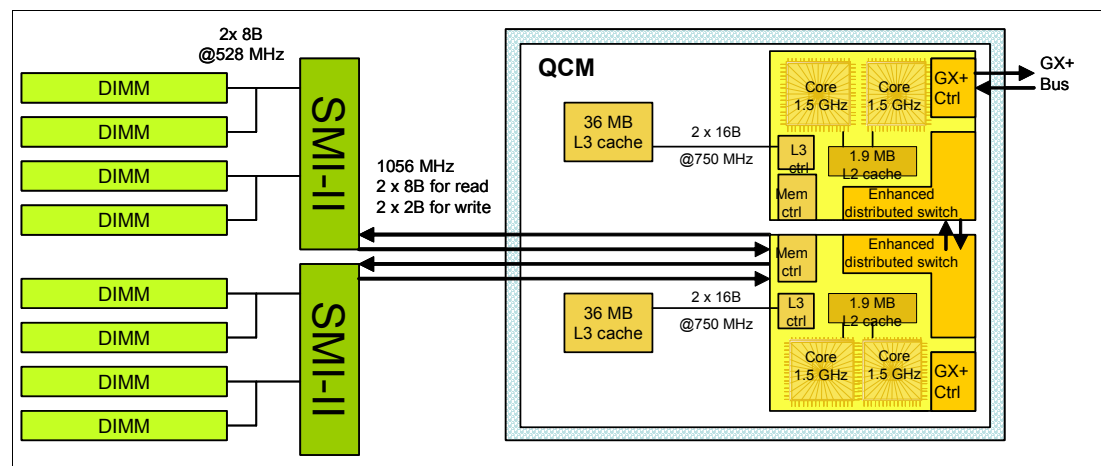 2x 8B
@528 MHz
DIMM
DIMM
DIMM
DIMM
SMI-II
DIMM
DIMM
DIMM
DIMM
SMI-II
1056 MHz
2 x 8B for read
2 x 2B for write
QCM
36 MB
L3 cache
2 x 16B
@750 MHz
Core
1.5 GHz
Core
1.5 GHz
GX+
Ctrl
GX+
Bus
L3
ctrl
1.9 MB
L2 cache
Mem
ctrl
Enhanced
distributed switch
Mem
ctrl
Enhanced
distributed switch
36 MB
L3 cache
2 x 16B
@750 MHz
L3
ctrl
1.9 MB
L2 cache
Core
1.5 GHz
Core
1.5 GHz
GX+
Ctrl